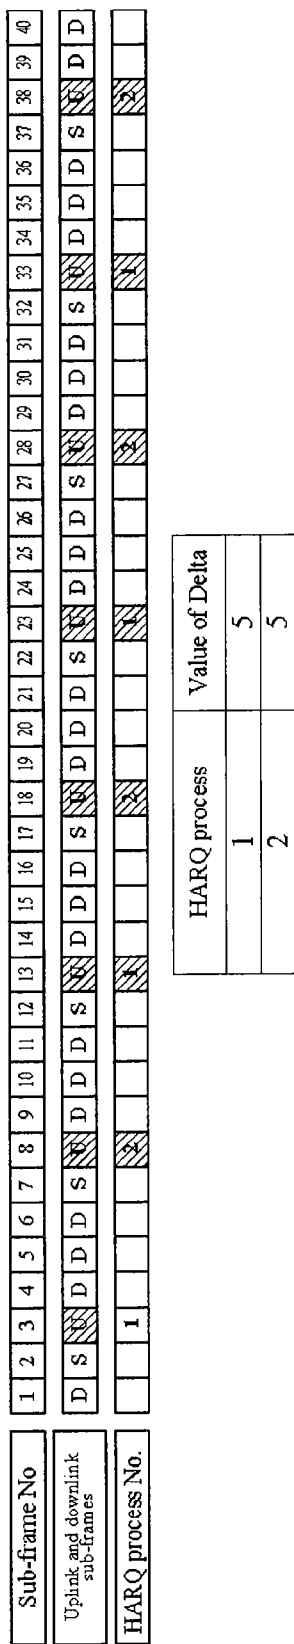 Sub-frame No 1 2 3 4 5 6 7 8 9 10 11 12 13 14 15 16 17 18 19 20 21 22 23 24 25 26 27 28 29 30 31 32 33 34 35 36 37 38 39 40
Uplink and downlink
sub-frames
D S U D D D S U D D D S U D D D S U D D D S U D D D S U D D D S U D D D S U D D
HARQ process No. 1 2 1 2 1 2 1 2
HARQ process Value of Delta
1 5
2 5